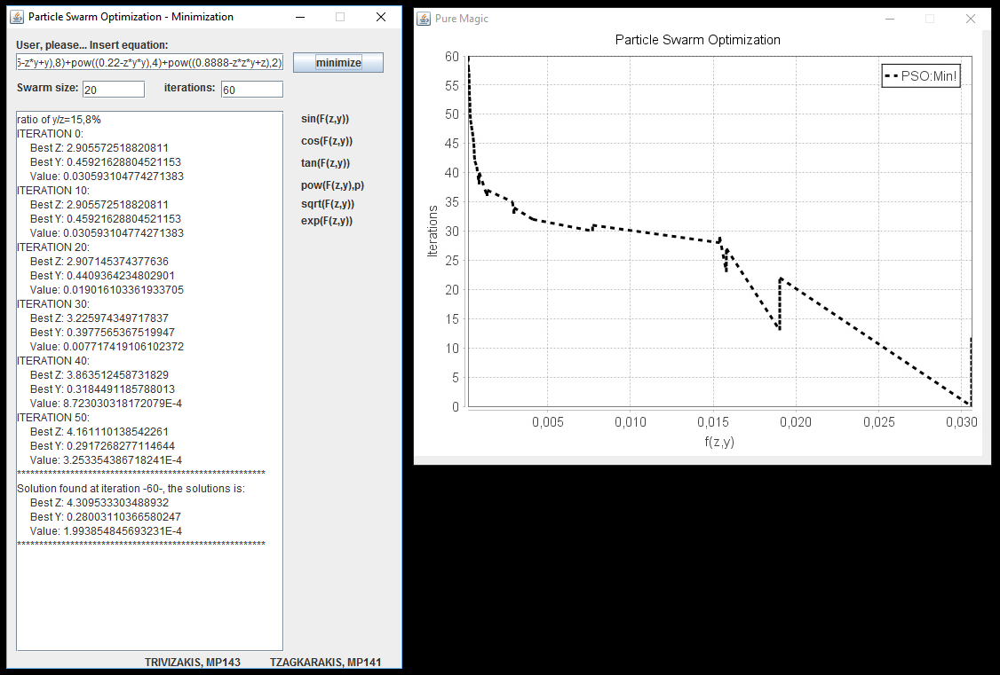 Particle Swarm Optimization - Minimization
User, please... Insert equation:
5-z*y+y),8)+pow((0.22-z*y*y),4)+pow((0.8888-z*z*y+z),2)
minimize
Swarm size: 20 iterations: 60
ratio of y/z=15,8%
ITERATION 0:
Best Z: 2.905572518820811
Best Y: 0.45921628804521153
Value: 0.030593104774271383
ITERATION 10:
Best Z: 2.905572518820811
Best Y: 0.45921628804521153
Value: 0.030593104774271383
ITERATION 20:
Best Z: 2.907145374377636
Best Y: 0.4409364234802901
Value: 0.019016103361933705
ITERATION 30:
Best Z: 3.225974349717837
Best Y: 0.3977565367519947
Value: 0.007717419106102372
ITERATION 40:
Best Z: 3.863512458731829
Best Y: 0.3184491185788013
Value: 8.723030318172079E-4
ITERATION 50:
Best Z: 4.161110138542261
Best Y: 0.2917268277114644
Value: 3.253354386718241E-4
********************************************************
Solution found at iteration -60-, the solutions is:
Best Z: 4.309533303488932
Best Y: 0.28003110366580247
Value: 1.993854845693231E-4
********************************************************
sin(F(z,y))
cos(F(z,y))
tan(F(z,y))
pow(F(z,y),p)
sqrt(F(z,y))
exp(F(z,y))
TRIVIZAKIS, MP143 TZAGKARAKIS, MP141
Pure Magic
Particle Swarm Optimization
PSO:Min!
Iterations
60
55
50
45
40
35
30
25
20
15
10
5
0
0,005 0,010 0,015 0,020 0,025 0,030
f(z,y)